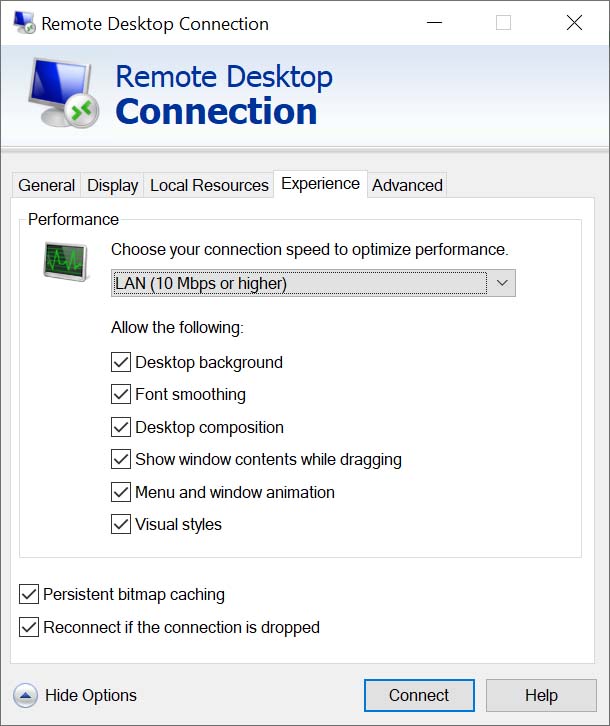 Remote Desktop Connection
Remote Desktop
Connection
General Display Local Resources Experience Advanced
Performance
Choose your connection speed to optimize performance.
LAN (10 Mbps or higher)
Allow the following:
Desktop background
Font smoothing
Desktop composition
Show window contents while dragging
Menu and window animation
Visual styles
Persistent bitmap caching
Reconnect if the connection is dropped
Hide Options Connect Help